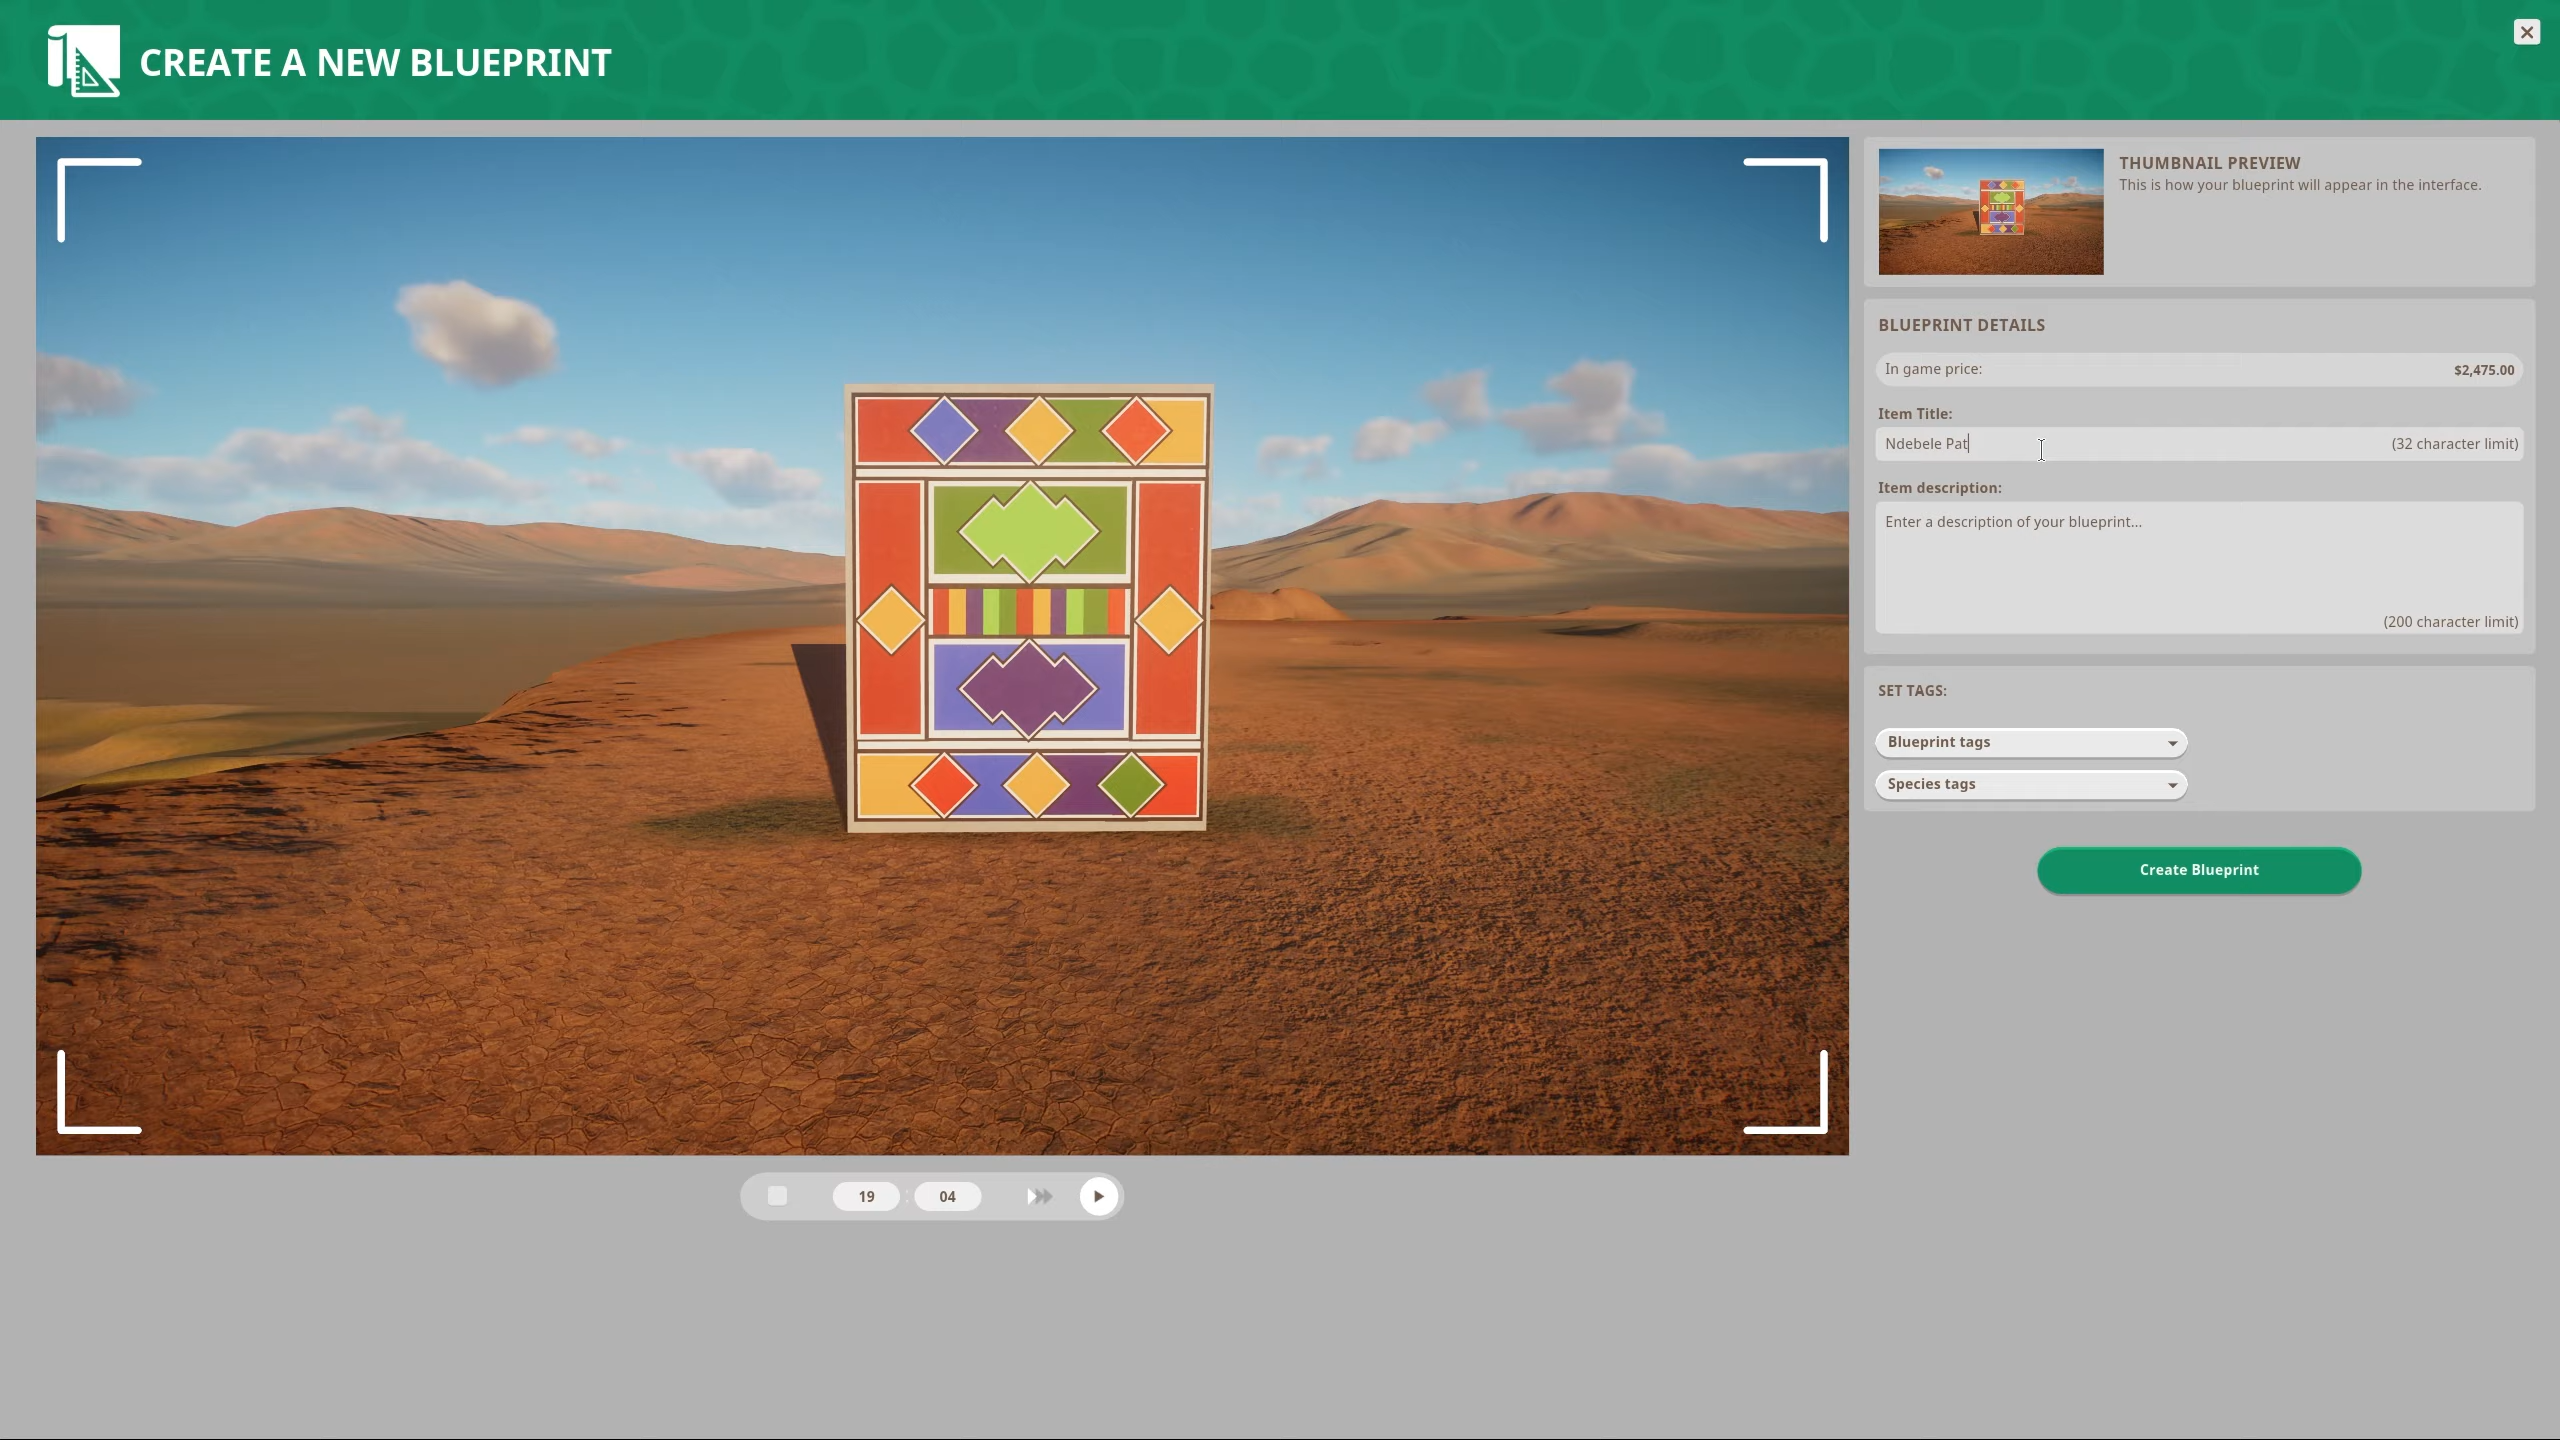 CREATE A NEW BLUEPRINT
THUMBNAIL PREVIEW
This is how your blueprint will appear in the interface.
BLUEPRINT DETAILS
In game price: $2,475.00
Item Title:
Ndebele Pat (32 character limit)
Item description:
Enter a description of your blueprint...
(200 character limit)
SET TAGS:
Blueprint tags
Species tags
Create Blueprint
19 : 04